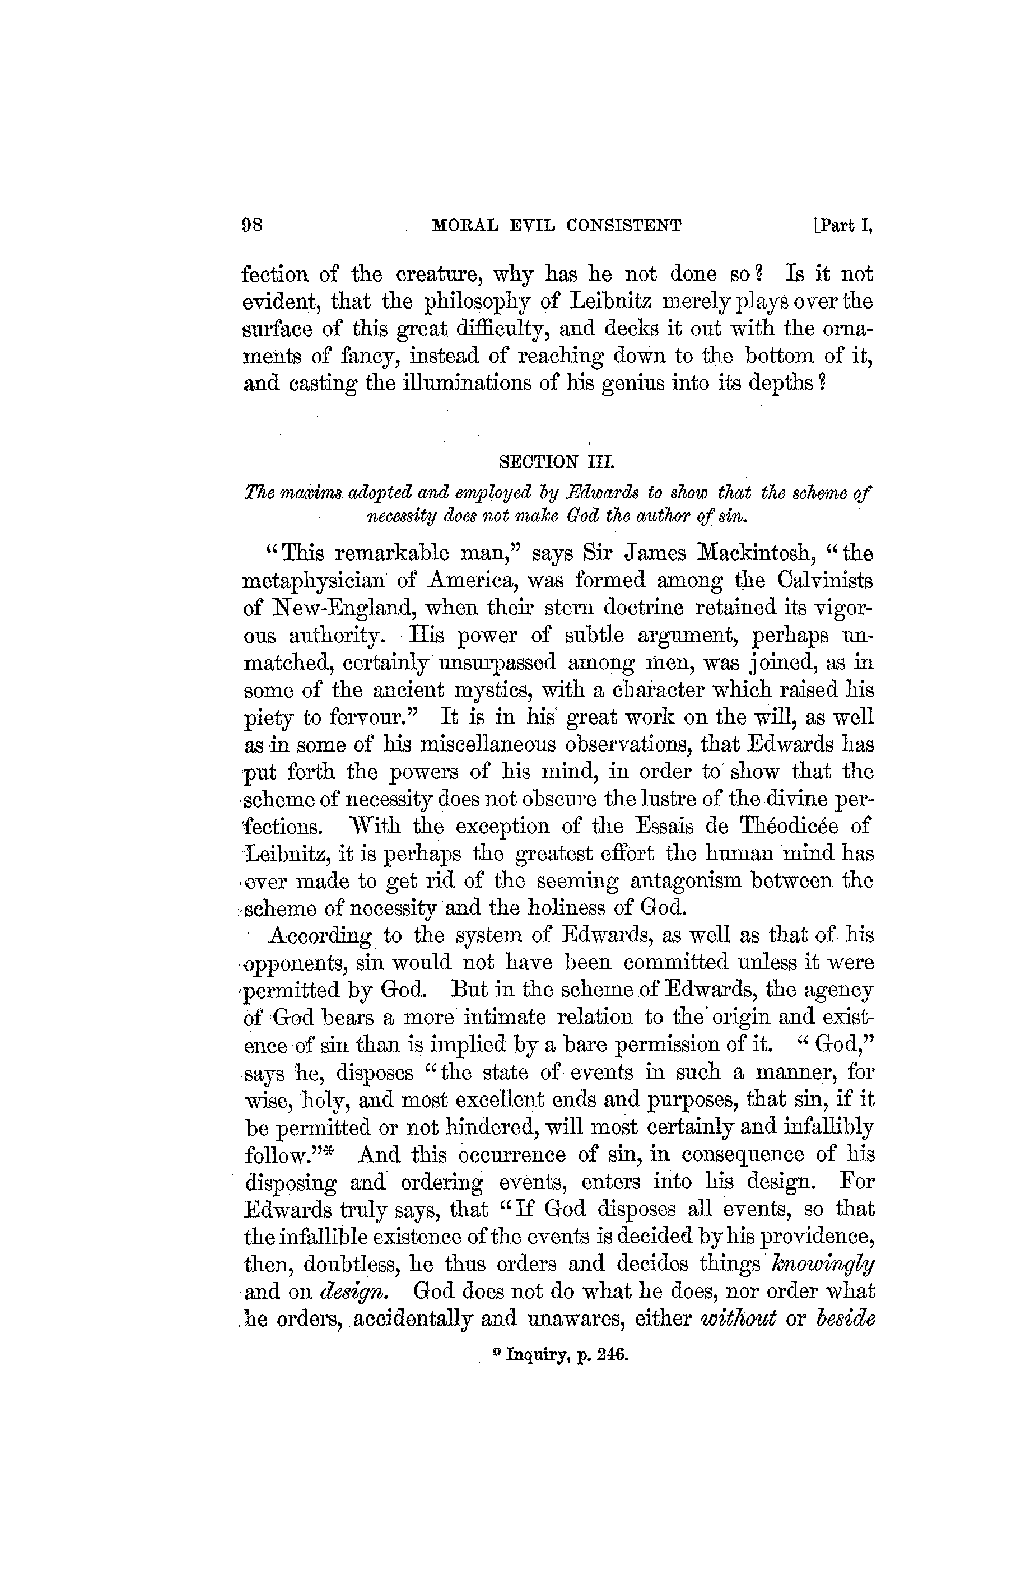 98 MORAL EVIL CONSISTENT [Part I,
fection of the creature, why has he not done so? Is it not
evident, that the philosophy of Leibnitz merely plays over the
surface of this great difficulty, and decks it out with the orna-
ments of fancy, instead of reaching down to the bottom of it,
and casting the illuminations of his genius into its depths?
SECTION III.
The maxims adopted and employed by Edwards to show that the scheme of
necessity does not make God the author of sin.
"This remarkable man," says Sir James Mackintosh, "the
metaphysician of America, was formed among the Calvinists
of New-England, when their stern doctrine retained its vigor-
ous authority. His power of subtle argument, perhaps un-
matched, certainly unsurpassed among men, was joined, as in
some of the ancient mystics, with a character which raised his
piety to fervour." It is in his great work on the will, as well
as in some of his miscellaneous observations, that Edwards has
put forth the powers of his mind, in order to show that the
scheme of necessity does not obscure the lustre of the divine per-
fections. With the exception of the Essais de Théodicée of
Leibnitz, it is perhaps the greatest effort the human mind has
ever made to get rid of the seeming antagonism between the
scheme of necessity and the holiness of God.
According to the system of Edwards, as well as that of his
opponents, sin would not have been committed unless it were
permitted by God. But in the scheme of Edwards, the agency
of God bears a more intimate relation to the origin and exist-
ence of sin than is implied by a bare permission of it. "God,"
says he, disposes "the state of events in such a manner, for
wise, holy, and most excellent ends and purposes, that sin, if it
be permitted or not hindered, will most certainly and infallibly
follow."* And this occurrence of sin, in consequence of his
disposing and ordering events, enters into his design. For
Edwards truly says, that "If God disposes all events, so that
the infallible existence of the events is decided by his providence,
then, doubtless, he thus orders and decides things knowingly
and on design. God does not do what he does, nor order what
he orders, accidentally and unawares, either without or beside
* Inquiry, p. 246.